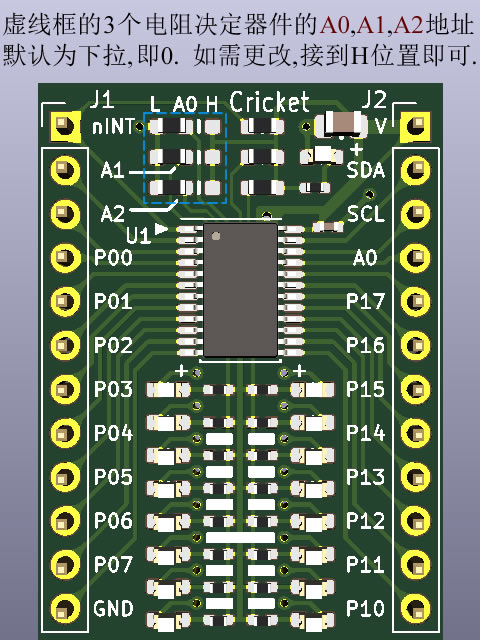 虚线框的3个电阻决定器件的A0,A1,A2地址
默认为下拉,即0. 如需更改,接到H位置即可.
J1 L A0 H Cricket J2
nINT V
+
A1 SDA
A2 SCL
U1
P00 A0
P01 P17
P02 P16
+ +
P03 P15
P04 P14
P05 P13
P06 P12
P07 P11
GND P10